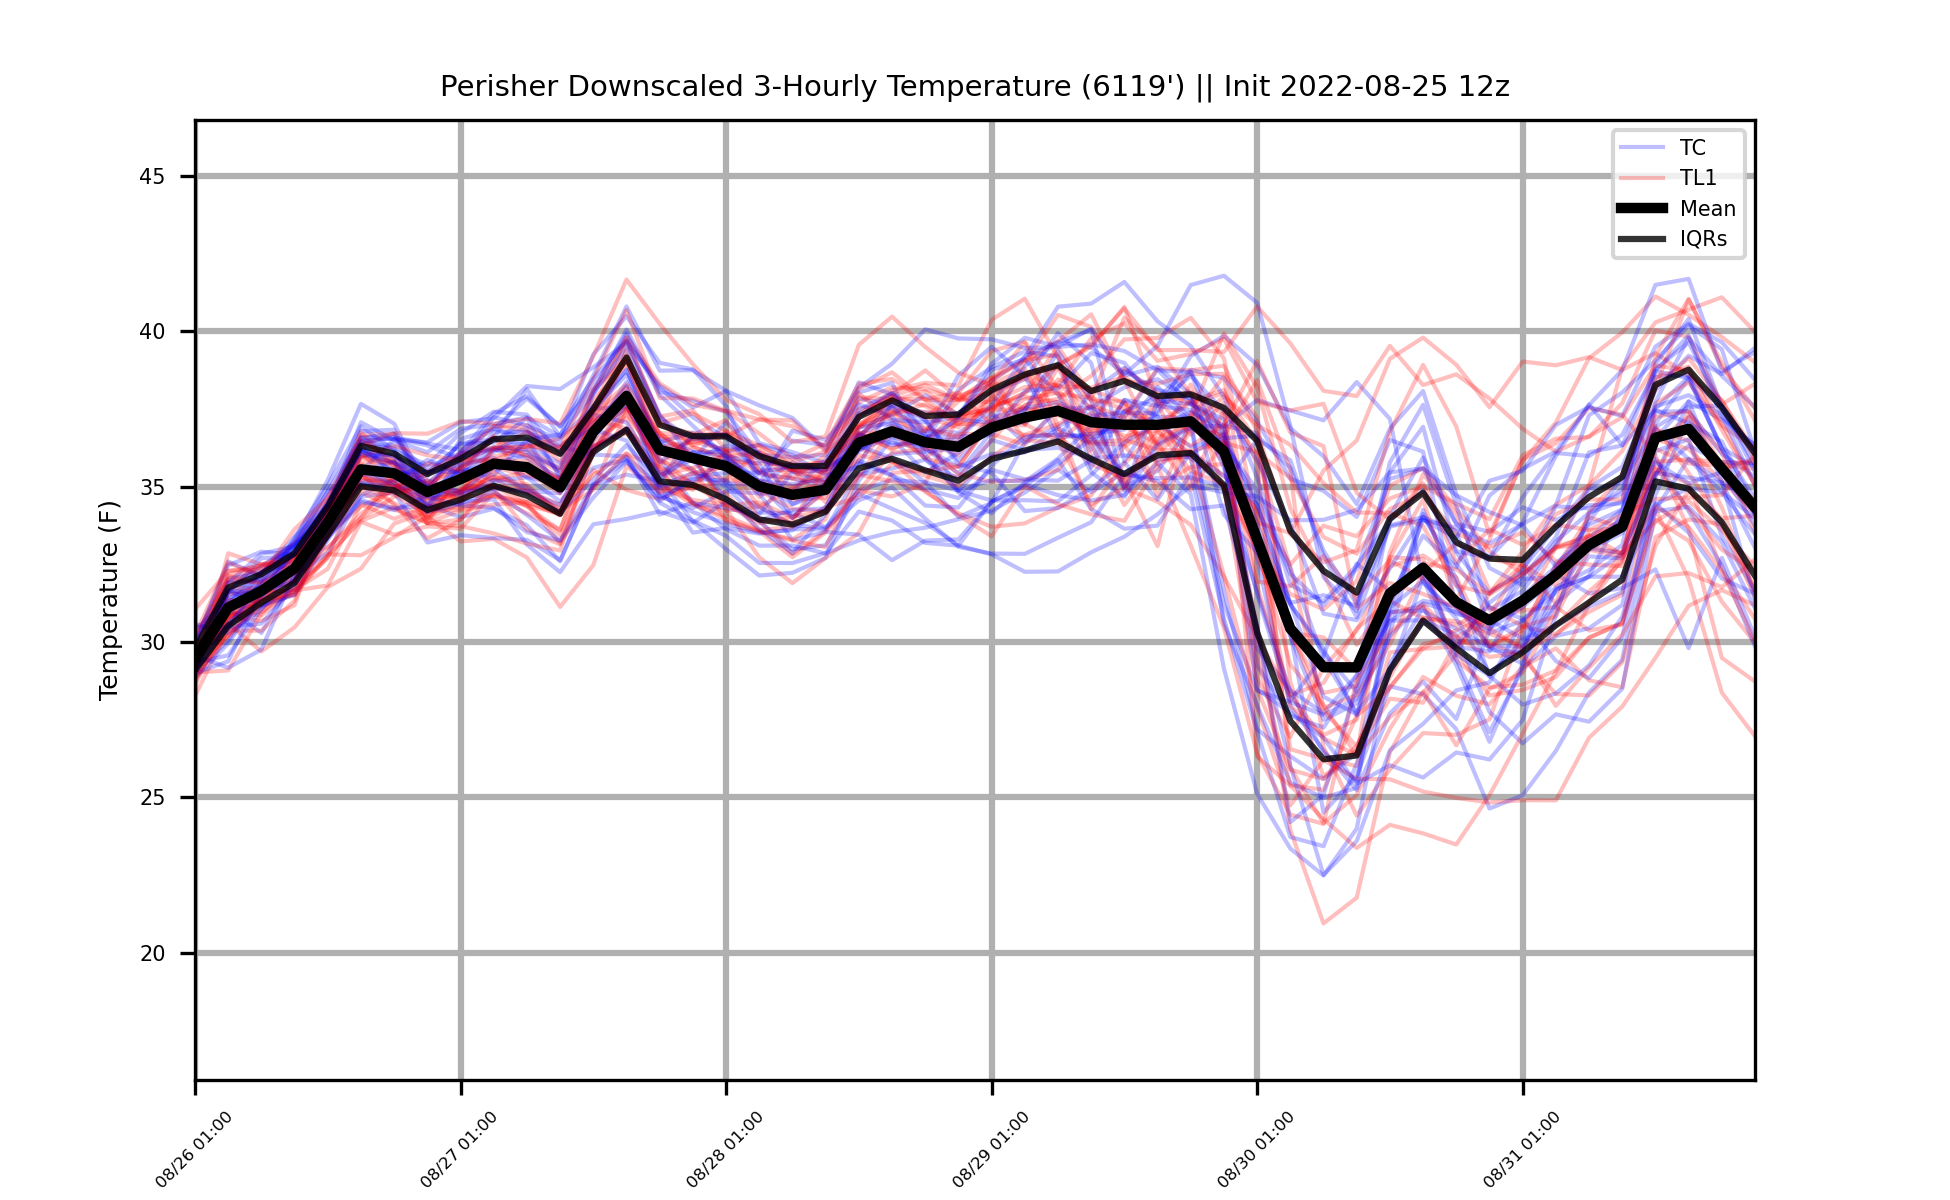 Perisher Downscaled 3-Hourly Temperature (6119') || Init 2022-08-25 12z
TC
TL1
Mean
IQRs
Temperature (F)
45
40
35
30
25
20
08/26 01:00
08/27 01:00
08/28 01:00
08/29 01:00
08/30 01:00
08/31 01:00